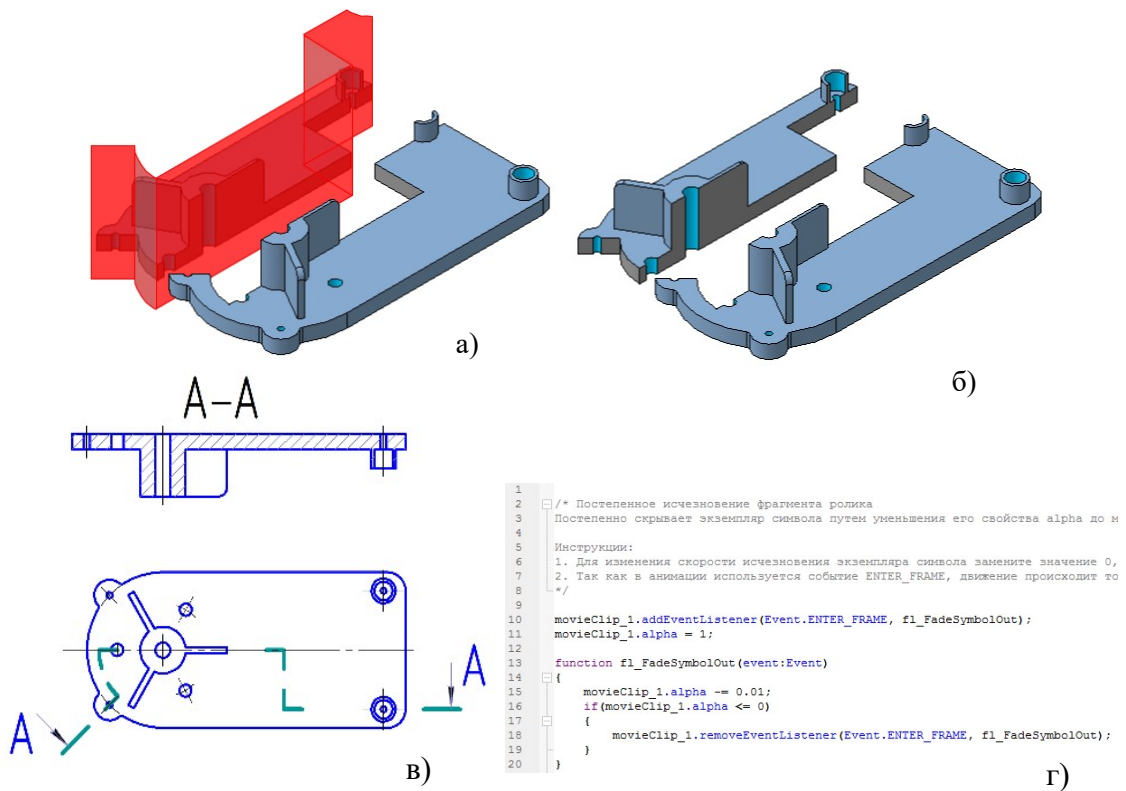 а)
б)
А–А
А
А
в)
1
2 /* Постепенное исчезновение фрагмента ролика
3 Постепенно скрывает экземпляр символа путем уменьшения его свойства alpha до
4
5 Инструкции:
6 1. Для изменения скорости исчезновения экземпляра символа замените значение 0,
7 2. Так как в анимации используется событие ENTER_FRAME, движение происходит
8 */
9
10 movieClip_1.addEventListener(Event.ENTER_FRAME, fl_FadeSymbolOut);
11 movieClip_1.alpha = 1;
12
13 function fl_FadeSymbolOut(event:Event)
14 {
15 movieClip_1.alpha -= 0.01;
16 if(movieClip_1.alpha <= 0)
17 {
18 movieClip_1.removeEventListener(Event.ENTER_FRAME, fl_FadeSymbolOut);
19 }
20 }
г)